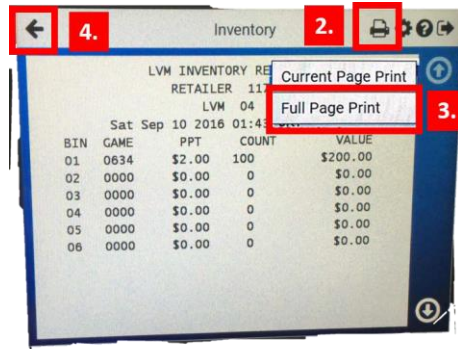 4. Inventory 2.
LVM INVENTORY RE
Current Page Print
RETAILER 117
Full Page Print 3.
LVM 04
Sat Sep 10 2016 01:43
BIN GAME PPT COUNT VALUE
01 0634 $2.00 100 $200.00
02 0000 $0.00 0 $0.00
03 0000 $0.00 0 $0.00
04 0000 $0.00 0 $0.00
05 0000 $0.00 0 $0.00
06 0000 $0.00 0 $0.00